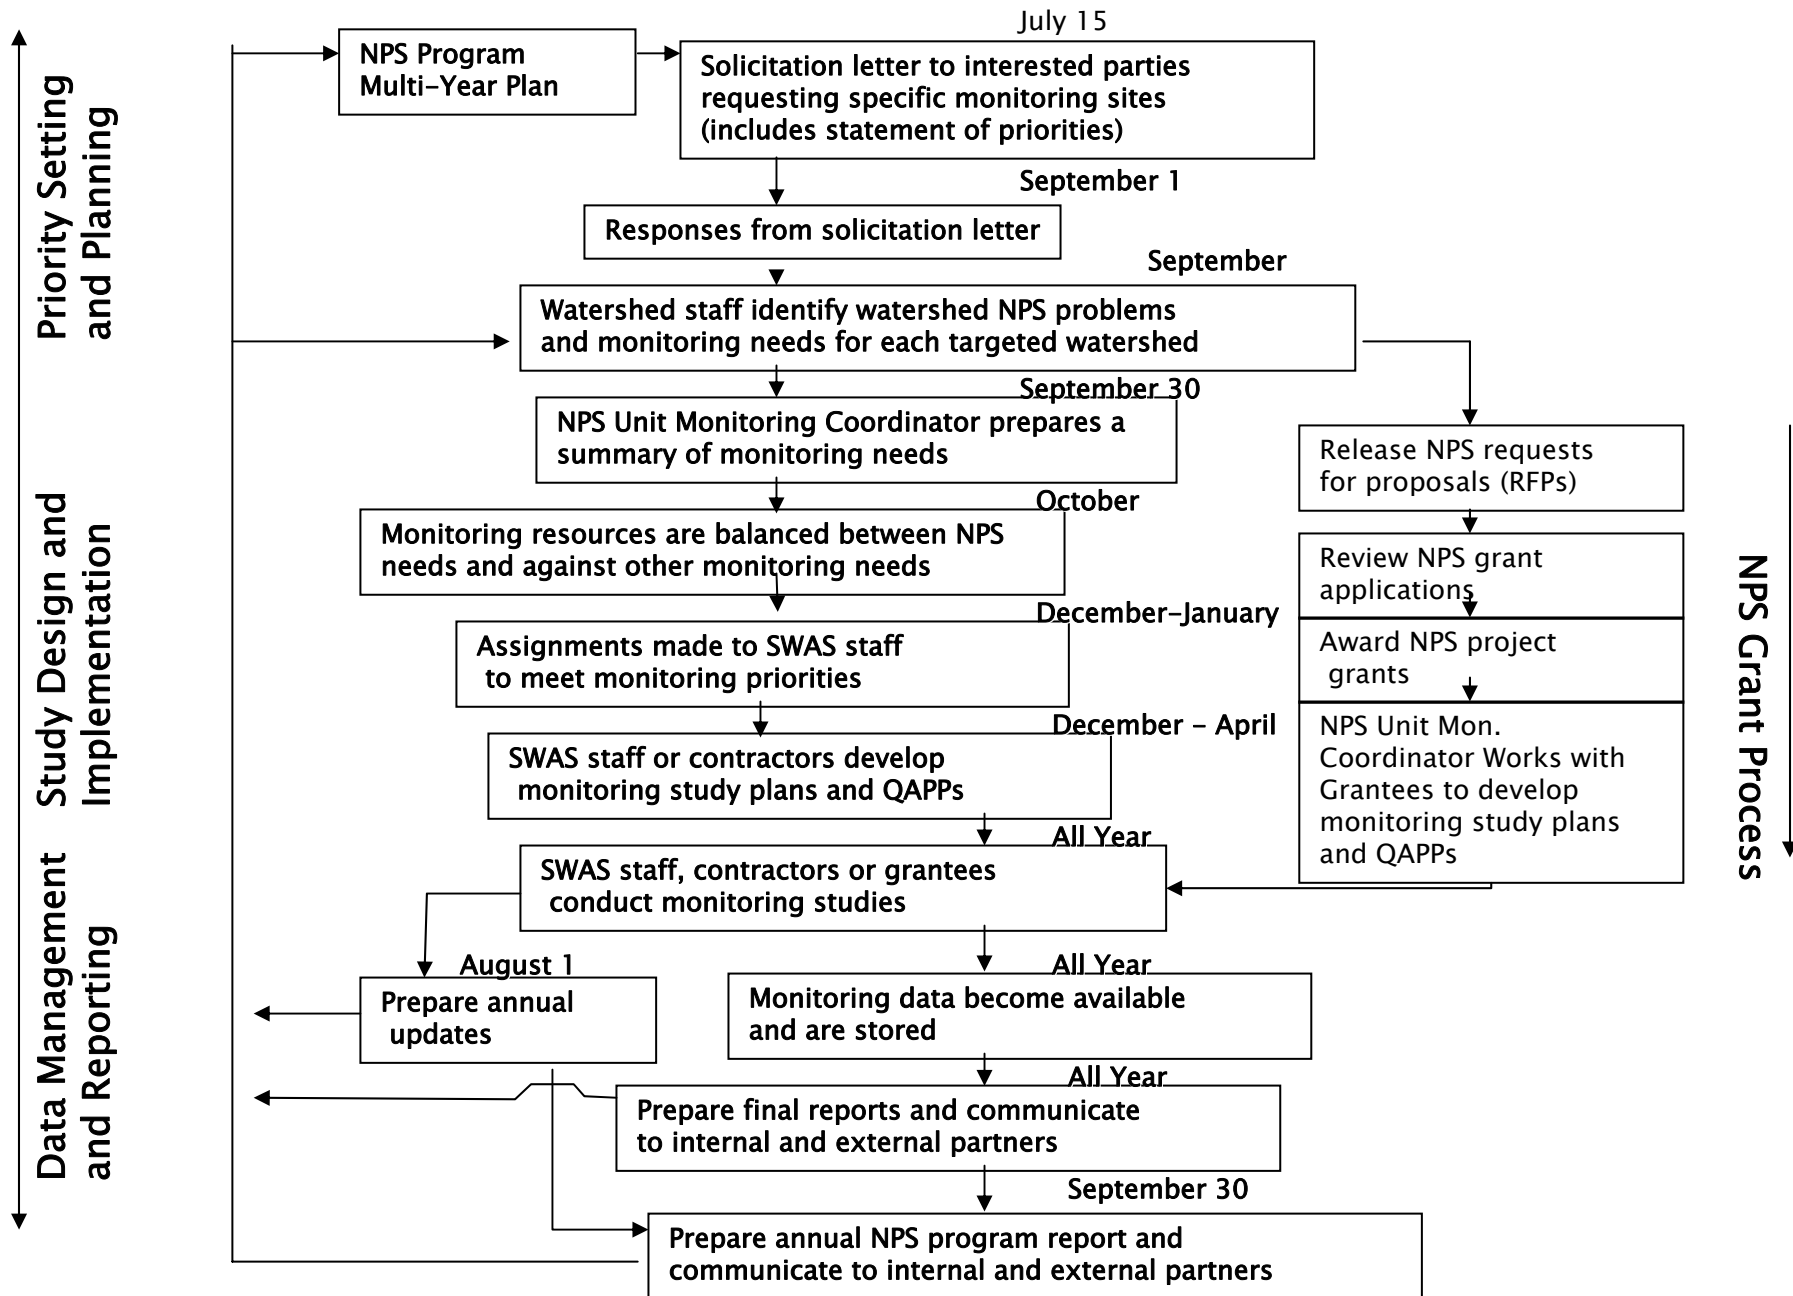 July 15
NPS Program
Multi-Year Plan
Solicitation letter to interested parties
requesting specific monitoring sites
(includes statement of priorities)
September 1
Responses from solicitation letter
September
Watershed staff identify watershed NPS problems
and monitoring needs for each targeted watershed
September 30
NPS Unit Monitoring Coordinator prepares a
summary of monitoring needs
October
Monitoring resources are balanced between NPS
needs and against other monitoring needs
December-January
Assignments made to SWAS staff
to meet monitoring priorities
December - April
SWAS staff or contractors develop
monitoring study plans and QAPPs
All Year
SWAS staff, contractors or grantees
conduct monitoring studies
August 1
Prepare annual
updates
All Year
Monitoring data become available
and are stored
All Year
Prepare final reports and communicate
to internal and external partners
September 30
Prepare annual NPS program report and
communicate to internal and external partners
Release NPS requests
for proposals (RFPs)
Review NPS grant
applications
Award NPS project
grants
NPS Unit Mon.
Coordinator Works with
Grantees to develop
monitoring study plans
and QAPPs
NPS Grant Process
Priority Setting
and Planning
Study Design and
Implementation
Data Management
and Reporting